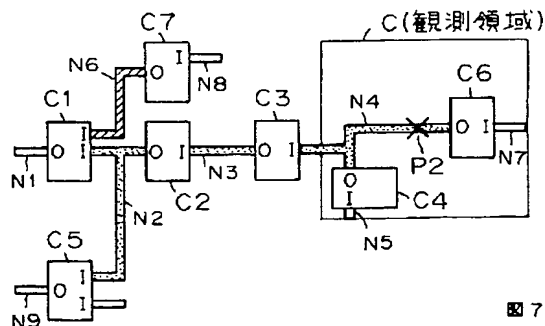 C(観測領域)
C7
I
O
N6
N8
C1
I
O
I
N1
N2
O
I
C2
N3
C3
O
I
N4
C6
O
I
P2
N7
O
I
C4
N5
C5
I
O
I
N9
図7